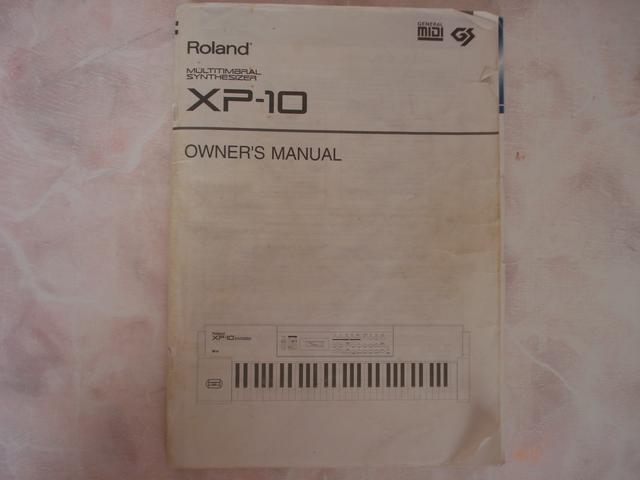 Roland
GENERAL
MIDI
GS
MULTITIMBRAL
SYNTHESIZER
XP-10
OWNER'S MANUAL
Roland
XP-10